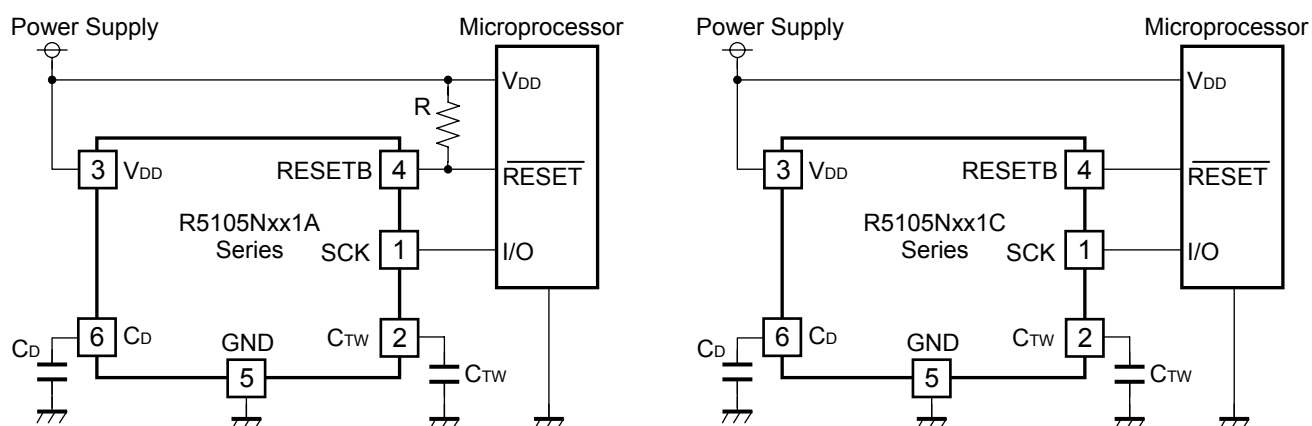 Power Supply
Microprocessor
VDD
R
3
VDD
RESETB
4
RESET
R5105Nxx1A
Series
SCK
1
I/O
6
CD
CD
GND
5
CTW
2
CTW
Power Supply
Microprocessor
VDD
3
VDD
RESETB
4
RESET
R5105Nxx1C
Series
SCK
1
I/O
6
CD
CD
GND
5
CTW
2
CTW